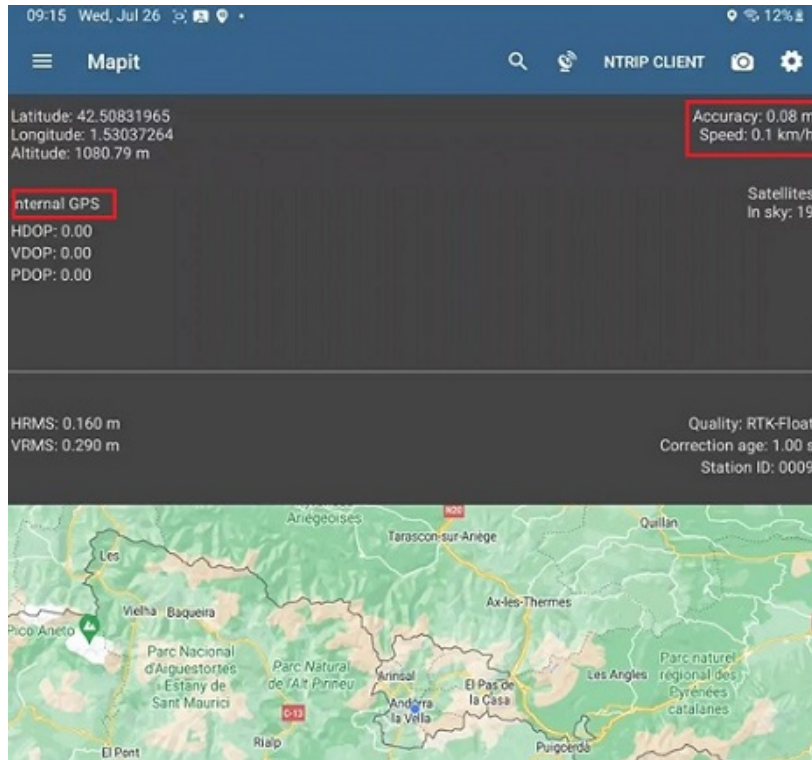 09:15 Wed, Jul 26
12%
Mapit
NTRIP CLIENT
Latitude: 42.50831965
Longitude: 1.53037264
Altitude: 1080.79 m
Accuracy: 0.08 m
Speed: 0.1 km/h
nternal GPS
HDOP: 0.00
VDOP: 0.00
PDOP: 0.00
Satellites
In sky: 19
HRMS: 0.160 m
VRMS: 0.290 m
Quality: RTK-Float
Correction age: 1.00 s
Station ID: 0009
Ariégeoises
N20
Tarascon-sur-Ariège
Quillan
Les
Ax-les-Thermes
Vielha
Baqueira
Pico Aneto
Parc Nacional
d'Aiguestortes
i Estany de
Sant Maurici
Parc Natural
de l'Alt Pirineu
Arinsal
El Pas de
la Casa
Les Angles
Parc naturel
régional des
Pyrénées
catalanes
Andorra
la Vella
C-13
Rialp
El Pont
Puigcerdà